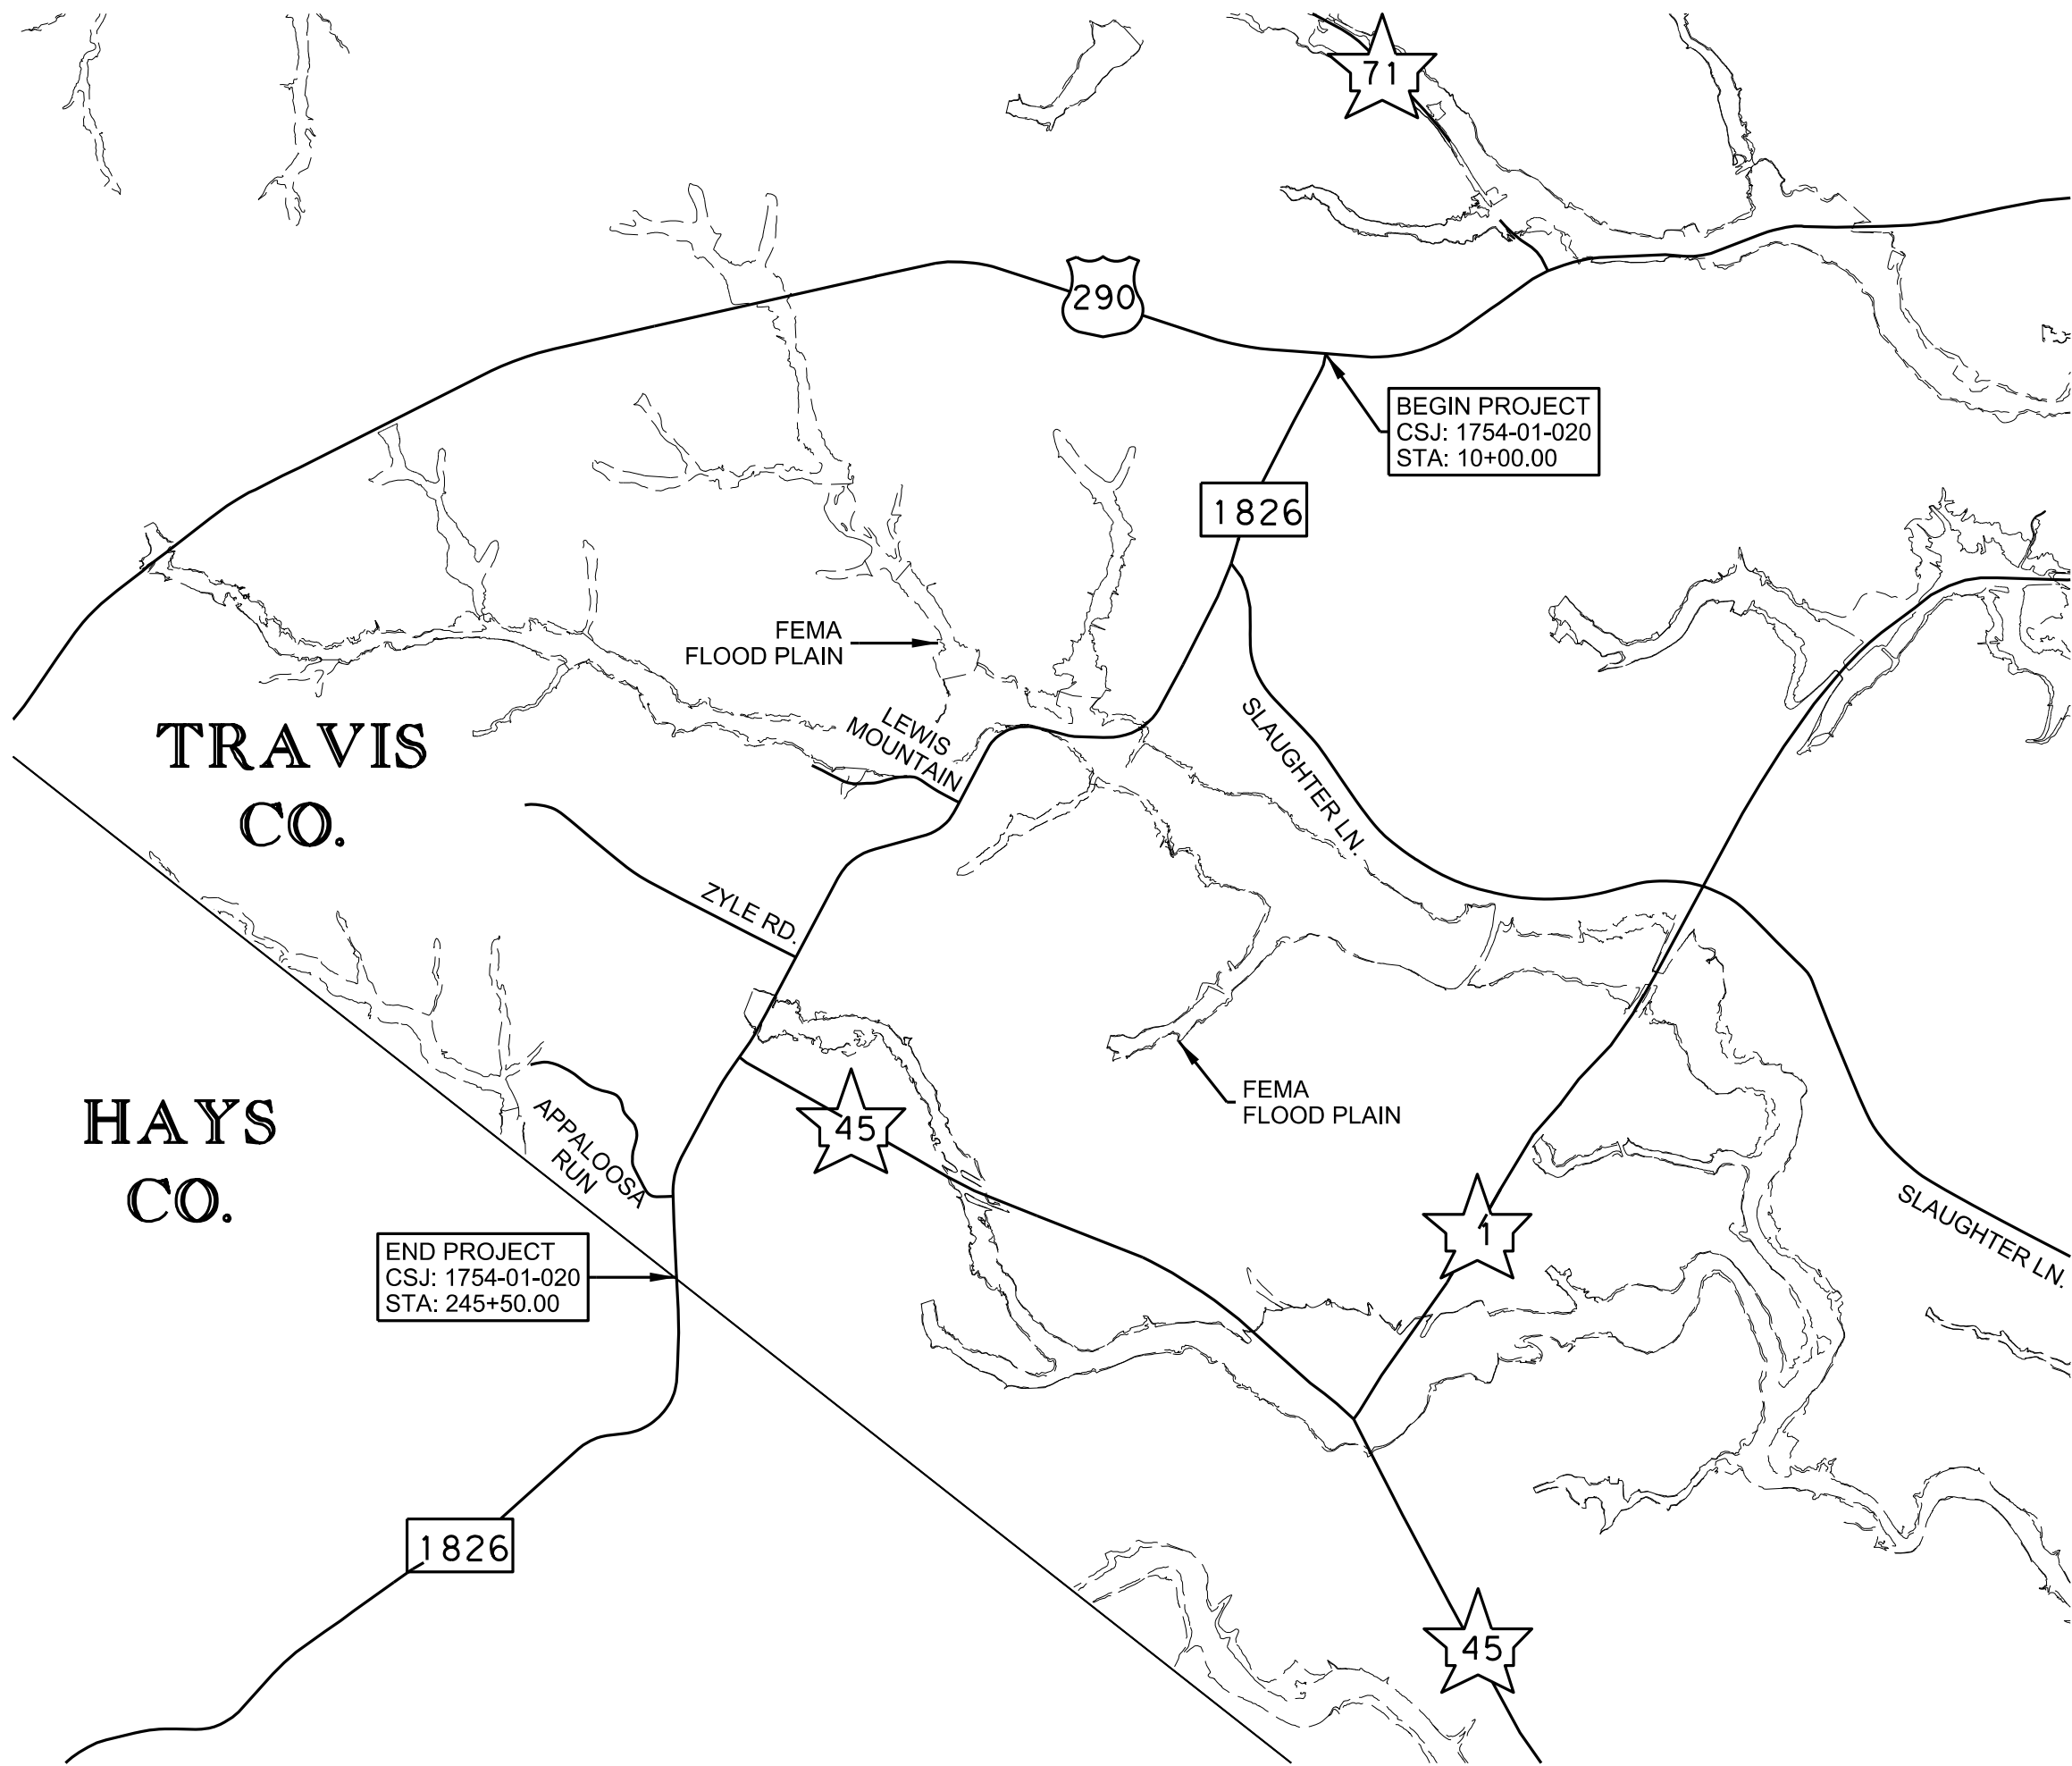 71
290
BEGIN PROJECT
CSJ: 1754-01-020
STA: 10+00.00
1826
FEMA
FLOOD PLAIN
LEWIS
MOUNTAIN
SLAUGHTER LN.
TRAVIS
CO.
ZYLE RD.
FEMA
FLOOD PLAIN
HAYS
CO.
APPALOOSA
RUN
45
1
SLAUGHTER LN.
END PROJECT
CSJ: 1754-01-020
STA: 245+50.00
1826
45